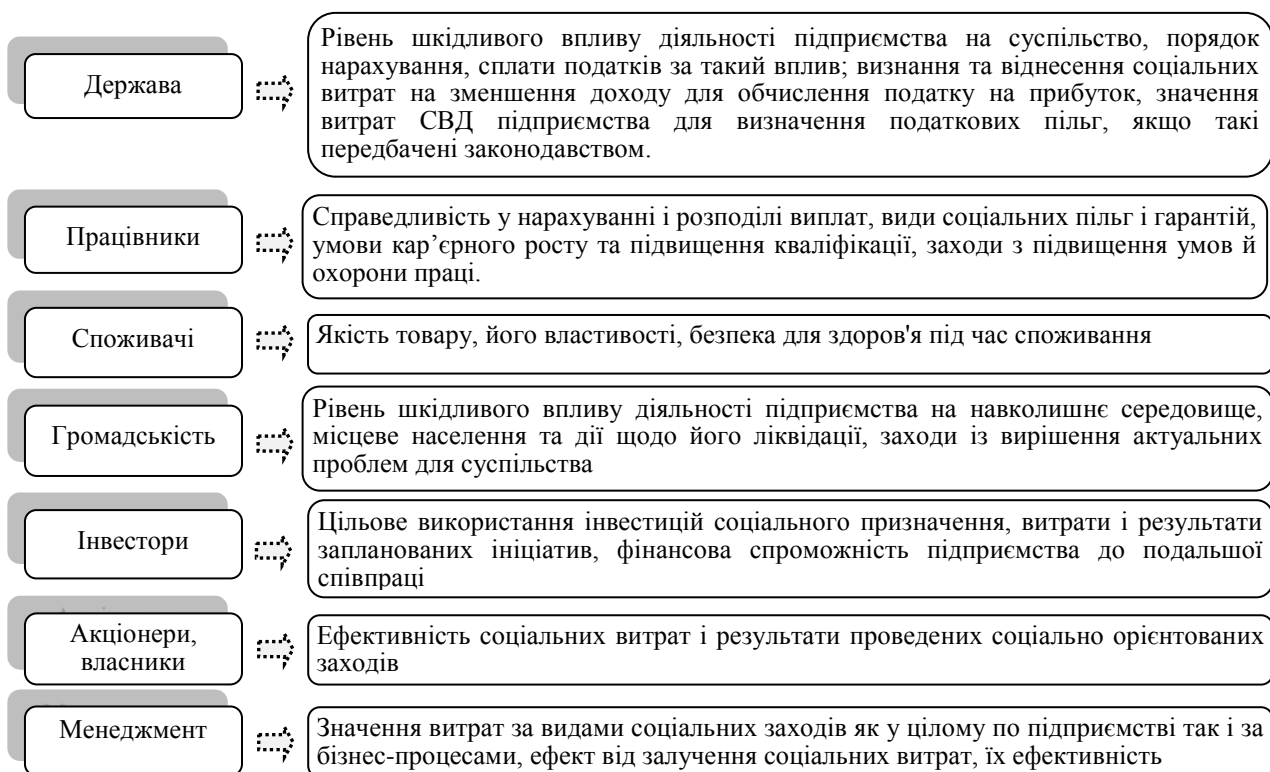 Держава
Рівень шкідливого впливу діяльності підприємства на суспільство, порядок
нарахування, сплати податків за такий вплив; визнання та віднесення соціальних
витрат на зменшення доходу для обчислення податку на прибуток, значення
витрат СВД підприємства для визначення податкових пільг, якщо такі
передбачені законодавством.
Працівники
Справедливість у нарахуванні і розподілі виплат, види соціальних пільг і гарантій,
умови кар’єрного росту та підвищення кваліфікації, заходи з підвищення умов й
охорони праці.
Споживачі
Якість товару, його властивості, безпека для здоров'я під час споживання
Громадськість
Рівень шкідливого впливу діяльності підприємства на навколишнє середовище,
місцеве населення та дії щодо його ліквідації, заходи із вирішення актуальних
проблем для суспільства
Інвестори
Цільове використання інвестицій соціального призначення, витрати і результати
запланованих ініціатив, фінансова спроможність підприємства до подальшої
співпраці
Акціонери,
власники
Ефективність соціальних витрат і результати проведених соціально орієнтованих
заходів
Менеджмент
Значення витрат за видами соціальних заходів як у цілому по підприємстві так і за
бізнес-процесами, ефект від залучення соціальних витрат, їх ефективність